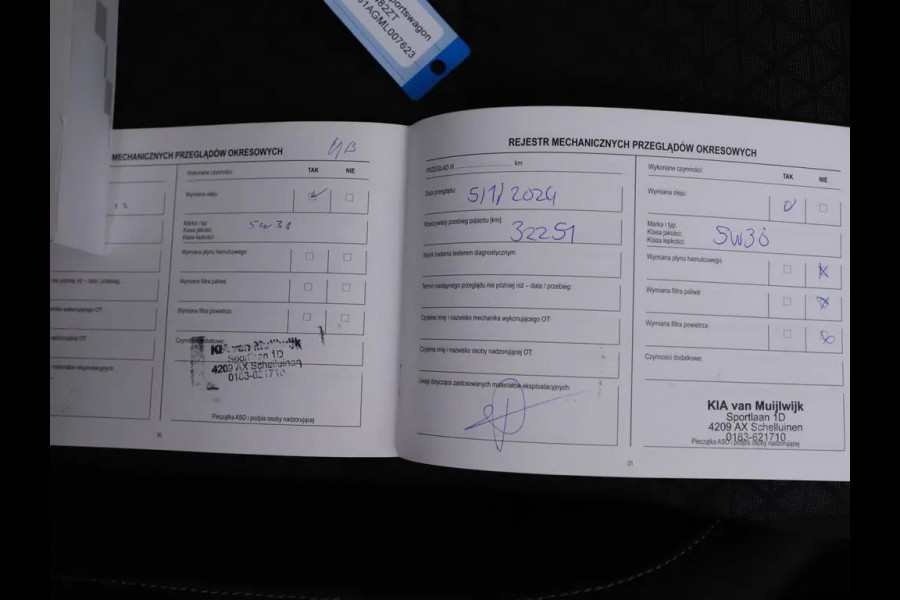 ortswagon
1AGML007623
MECHANICZNYCH PRZEGLĄDÓW OKRESOWYCH
Wykonane czynności:
TAK
NIE
Wymiana oleju:
Marka i typ:
Klasa jakości:
Klasa lepkości:
Wymiana płynu hamulcowego:
Wymiana filtra paliwa:
Wymiana filtra powietrza:
KIA van Muijlwijk
Sportlaan 1D
4209 AX Schelluinen
0183-621710
Pieczątka ASO i podpis osoby nadzorującej
30
REJESTR MECHANICZNYCH PRZEGLĄDÓW OKRESOWYCH
PRZEGLĄD N km
Data przeglądu:
5/1/2024
Rzeczywisty przebieg pojazdu [km]:
32251
Wynik badania testerem diagnostycznym:
Termin następnego przeglądu nie później niż – data / przebieg:
Czytelne imię i nazwisko mechanika wykonującego OT:
Czytelne imię i nazwisko osoby nadzorującej OT:
Uwagi dotyczące zastosowanych materiałów eksploatacyjnych
Wykonane czynności:
TAK
NIE
Wymiana oleju:
Marka i typ:
Klasa jakości:
Klasa lepkości:
5W30
Wymiana płynu hamulcowego:
Wymiana filtra paliwa:
Wymiana filtra powietrza:
Czynności dodatkowe:
KIA van Muijlwijk
Sportlaan 1D
4209 AX Schelluinen
0183-621710
Pieczątka ASO i podpis osoby nadzorującej
31